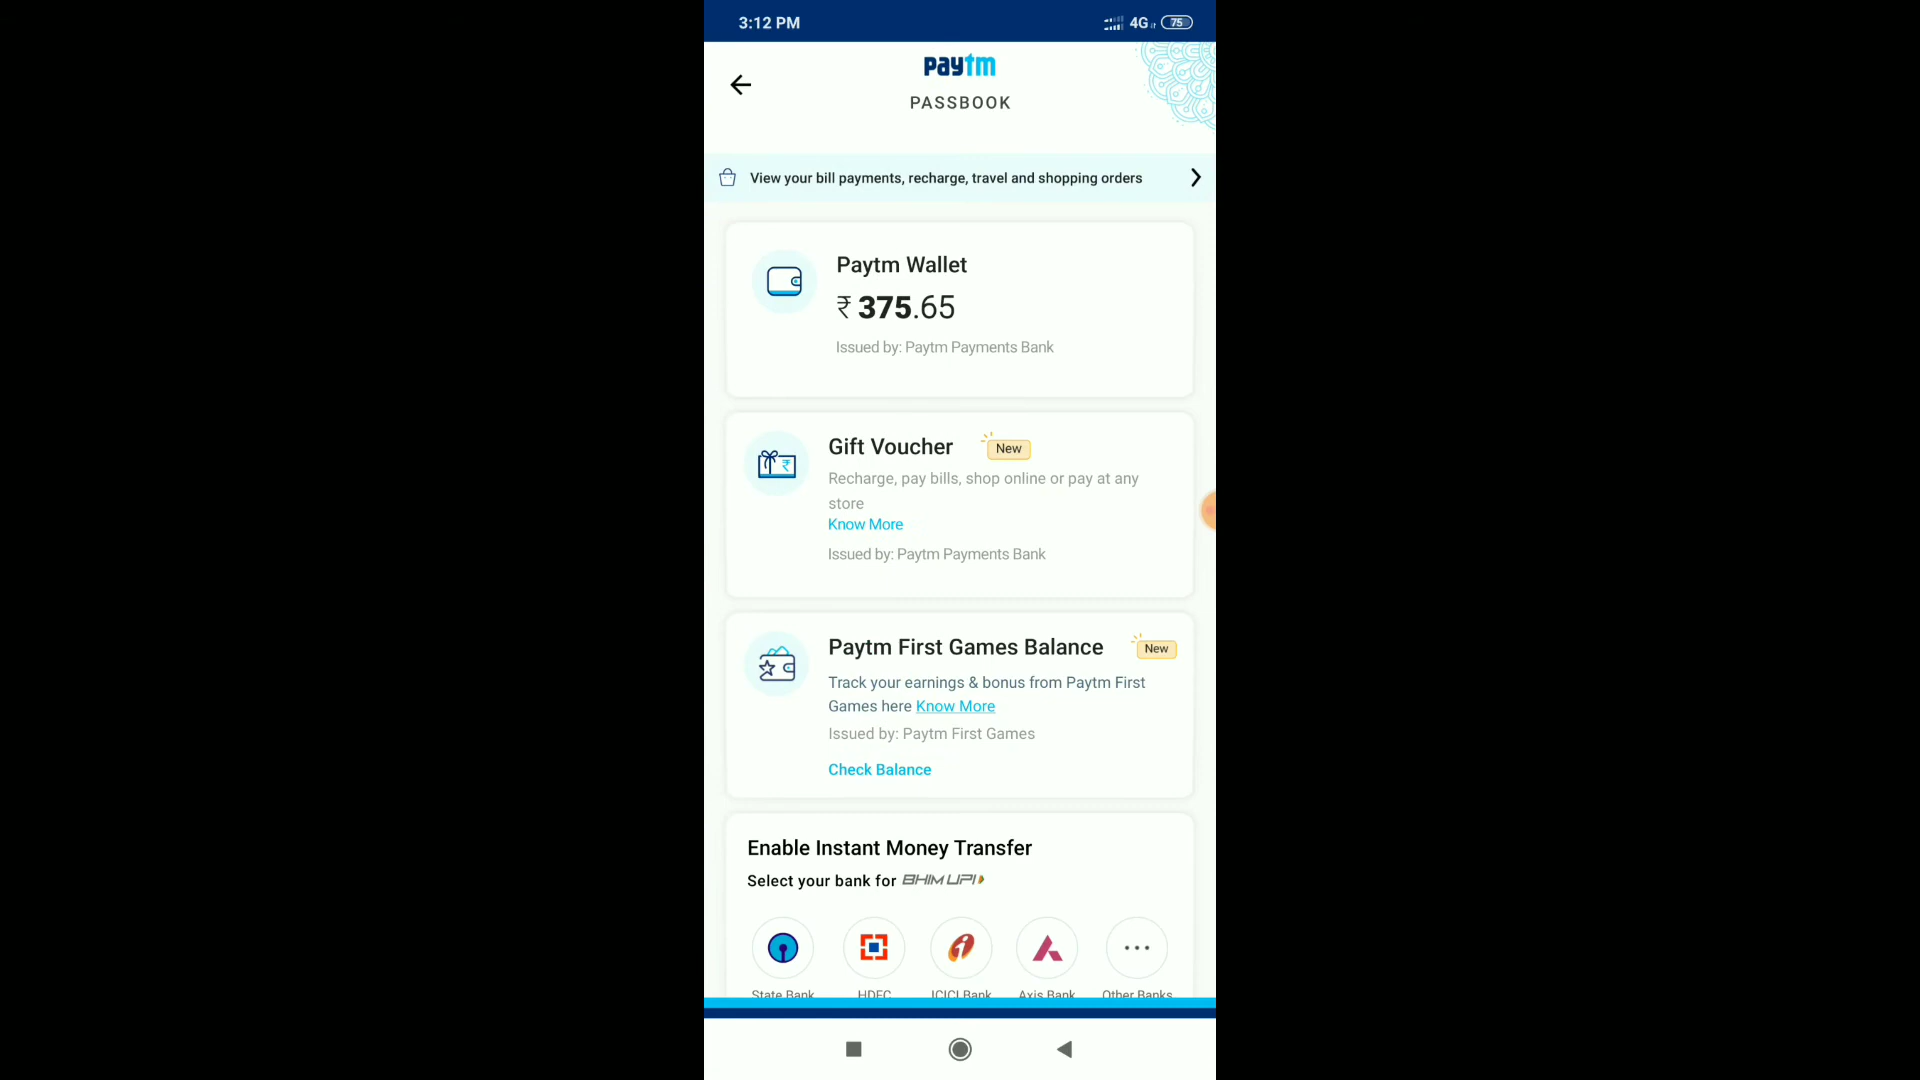 3:12 PM
4G
75
paytm
PASSBOOK
View your bill payments, recharge, travel and shopping orders
Paytm Wallet
₹ 375.65
Issued by: Paytm Payments Bank
Gift Voucher
New
Recharge, pay bills, shop online or pay at any
store
Know More
Issued by: Paytm Payments Bank
Paytm First Games Balance
New
Track your earnings & bonus from Paytm First
Games here Know More
Issued by: Paytm First Games
Check Balance
Enable Instant Money Transfer
Select your bank for BHIM UPI
State Bank
HDFC
ICICI Bank
Axis Bank
Other Banks